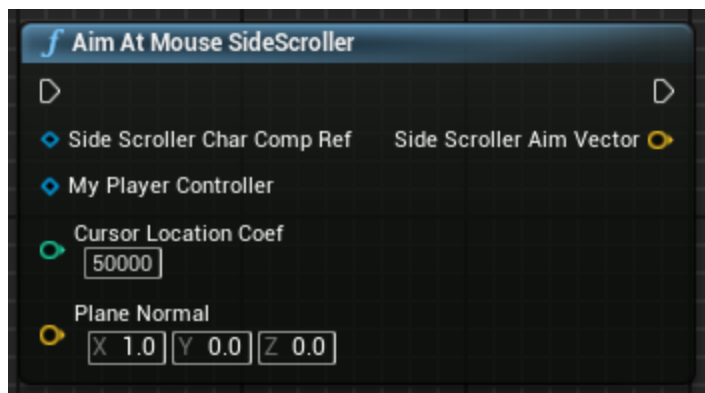 f Aim At Mouse SideScroller
Side Scroller Char Comp Ref Side Scroller Aim Vector
My Player Controller
Cursor Location Coef
50000
Plane Normal
X 1.0 Y 0.0 Z 0.0